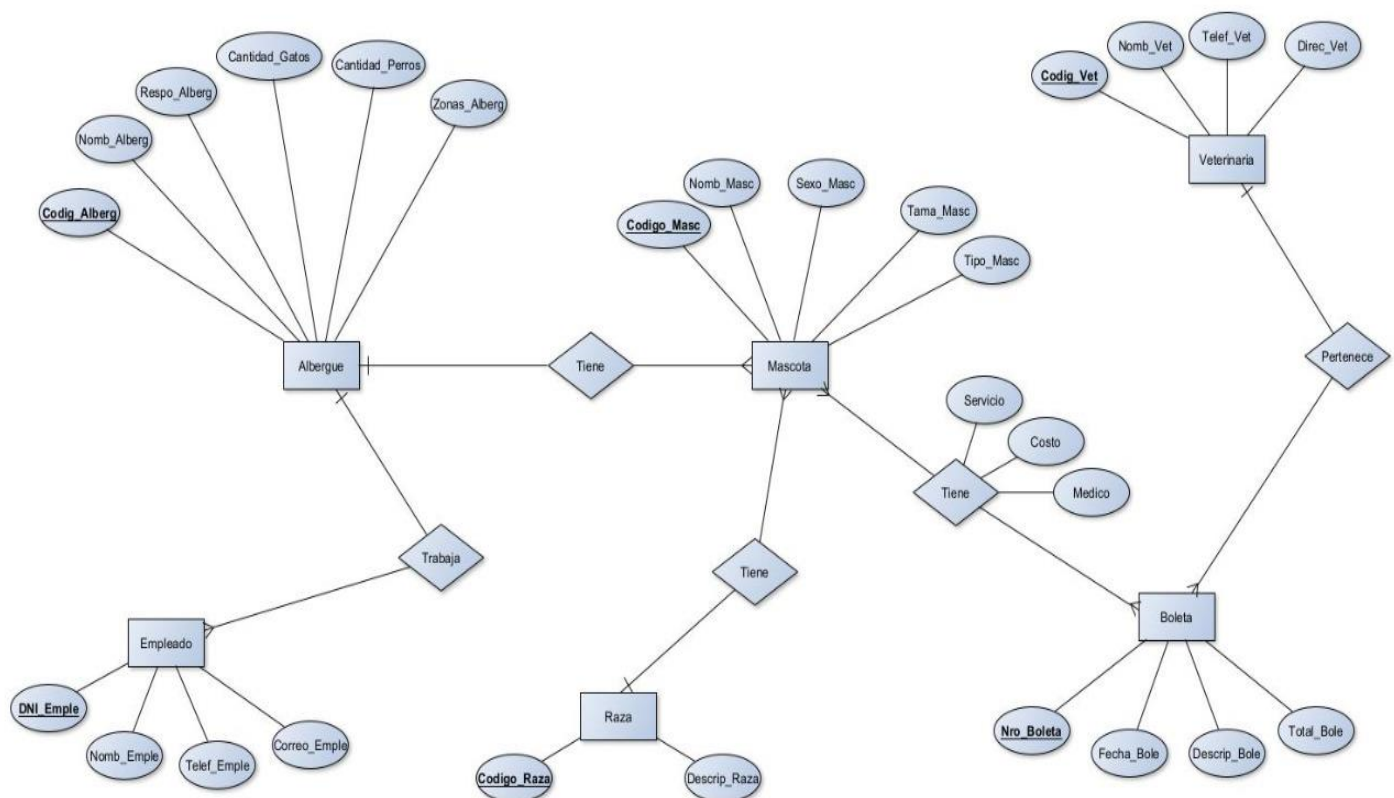 Cantidad_Gatos
Cantidad_Perros
Respo_Alberg
Zonas_Alberg
Nomb_Alberg
Codig_Alberg
Albergue
Nomb_Vet
Telef_Vet
Direc_Vet
Codig_Vet
Veterinaria
Nomb_Masc
Sexo_Masc
Codigo_Masc
Tama_Masc
Tipo_Masc
Tiene
Mascota
Pertenece
Servicio
Costo
Tiene
Medico
Trabaja
Tiene
Empleado
DNI_Emple
Nomb_Emple
Telef_Emple
Correo_Emple
Raza
Codigo_Raza
Descrip_Raza
Boleta
Nro_Boleta
Fecha_Bole
Descrip_Bole
Total_Bole